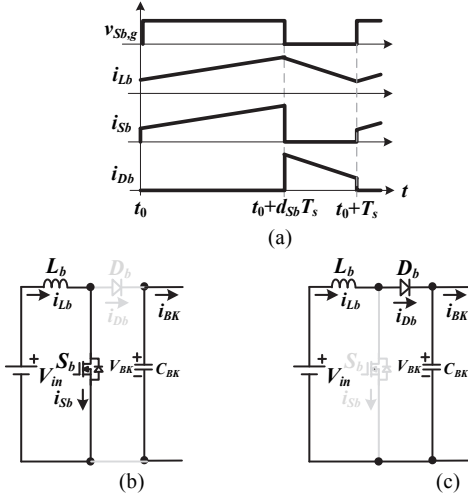 v_{Sb,g}
i_{Lb}
i_{Sb}
i_{Db}
t
t_0 t_0+d_{Sb}T_s t_0+T_s
(a)
L_b D_b
i_{Lb} i_{Db} i_{BK}
+ S_b + 
V_{in} V_{BK} C_{BK}
i_{Sb} −
(b)
L_b D_b
i_{Lb} i_{Db} i_{BK}
+ S_b +
V_{in} V_{BK} C_{BK}
i_{Sb} −
(c)